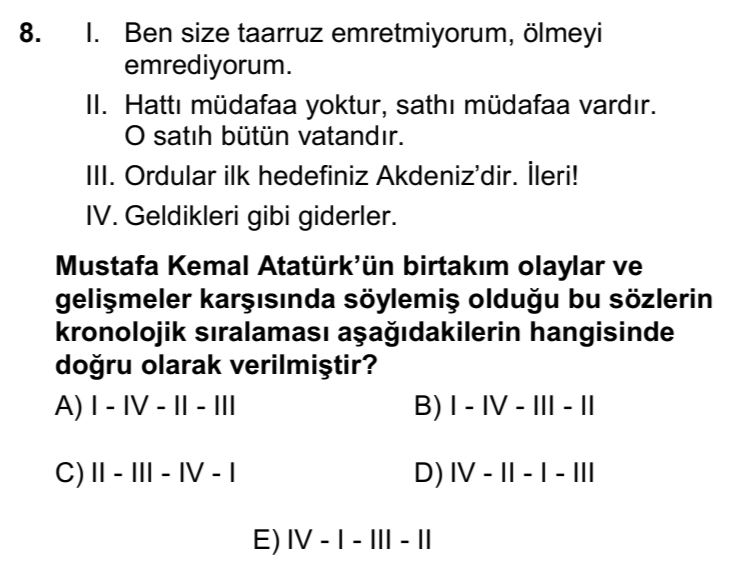 8. I. Ben size taarruz emretmiyorum, ölmeyi
emrediyorum.
II. Hattı müdafaa yoktur, sathı müdafaa vardır.
O satıh bütün vatandır.
III. Ordular ilk hedefiniz Akdeniz’dir. İleri!
IV. Geldikleri gibi giderler.
Mustafa Kemal Atatürk’ün birtakım olaylar ve
gelişmeler karşısında söylemiş olduğu bu sözlerin
kronolojik sıralaması aşağıdakilerin hangisinde
doğru olarak verilmiştir?
A) I - IV - II - III B) I - IV - III - II
C) II - III - IV - I D) IV - II - I - III
E) IV - I - III - II